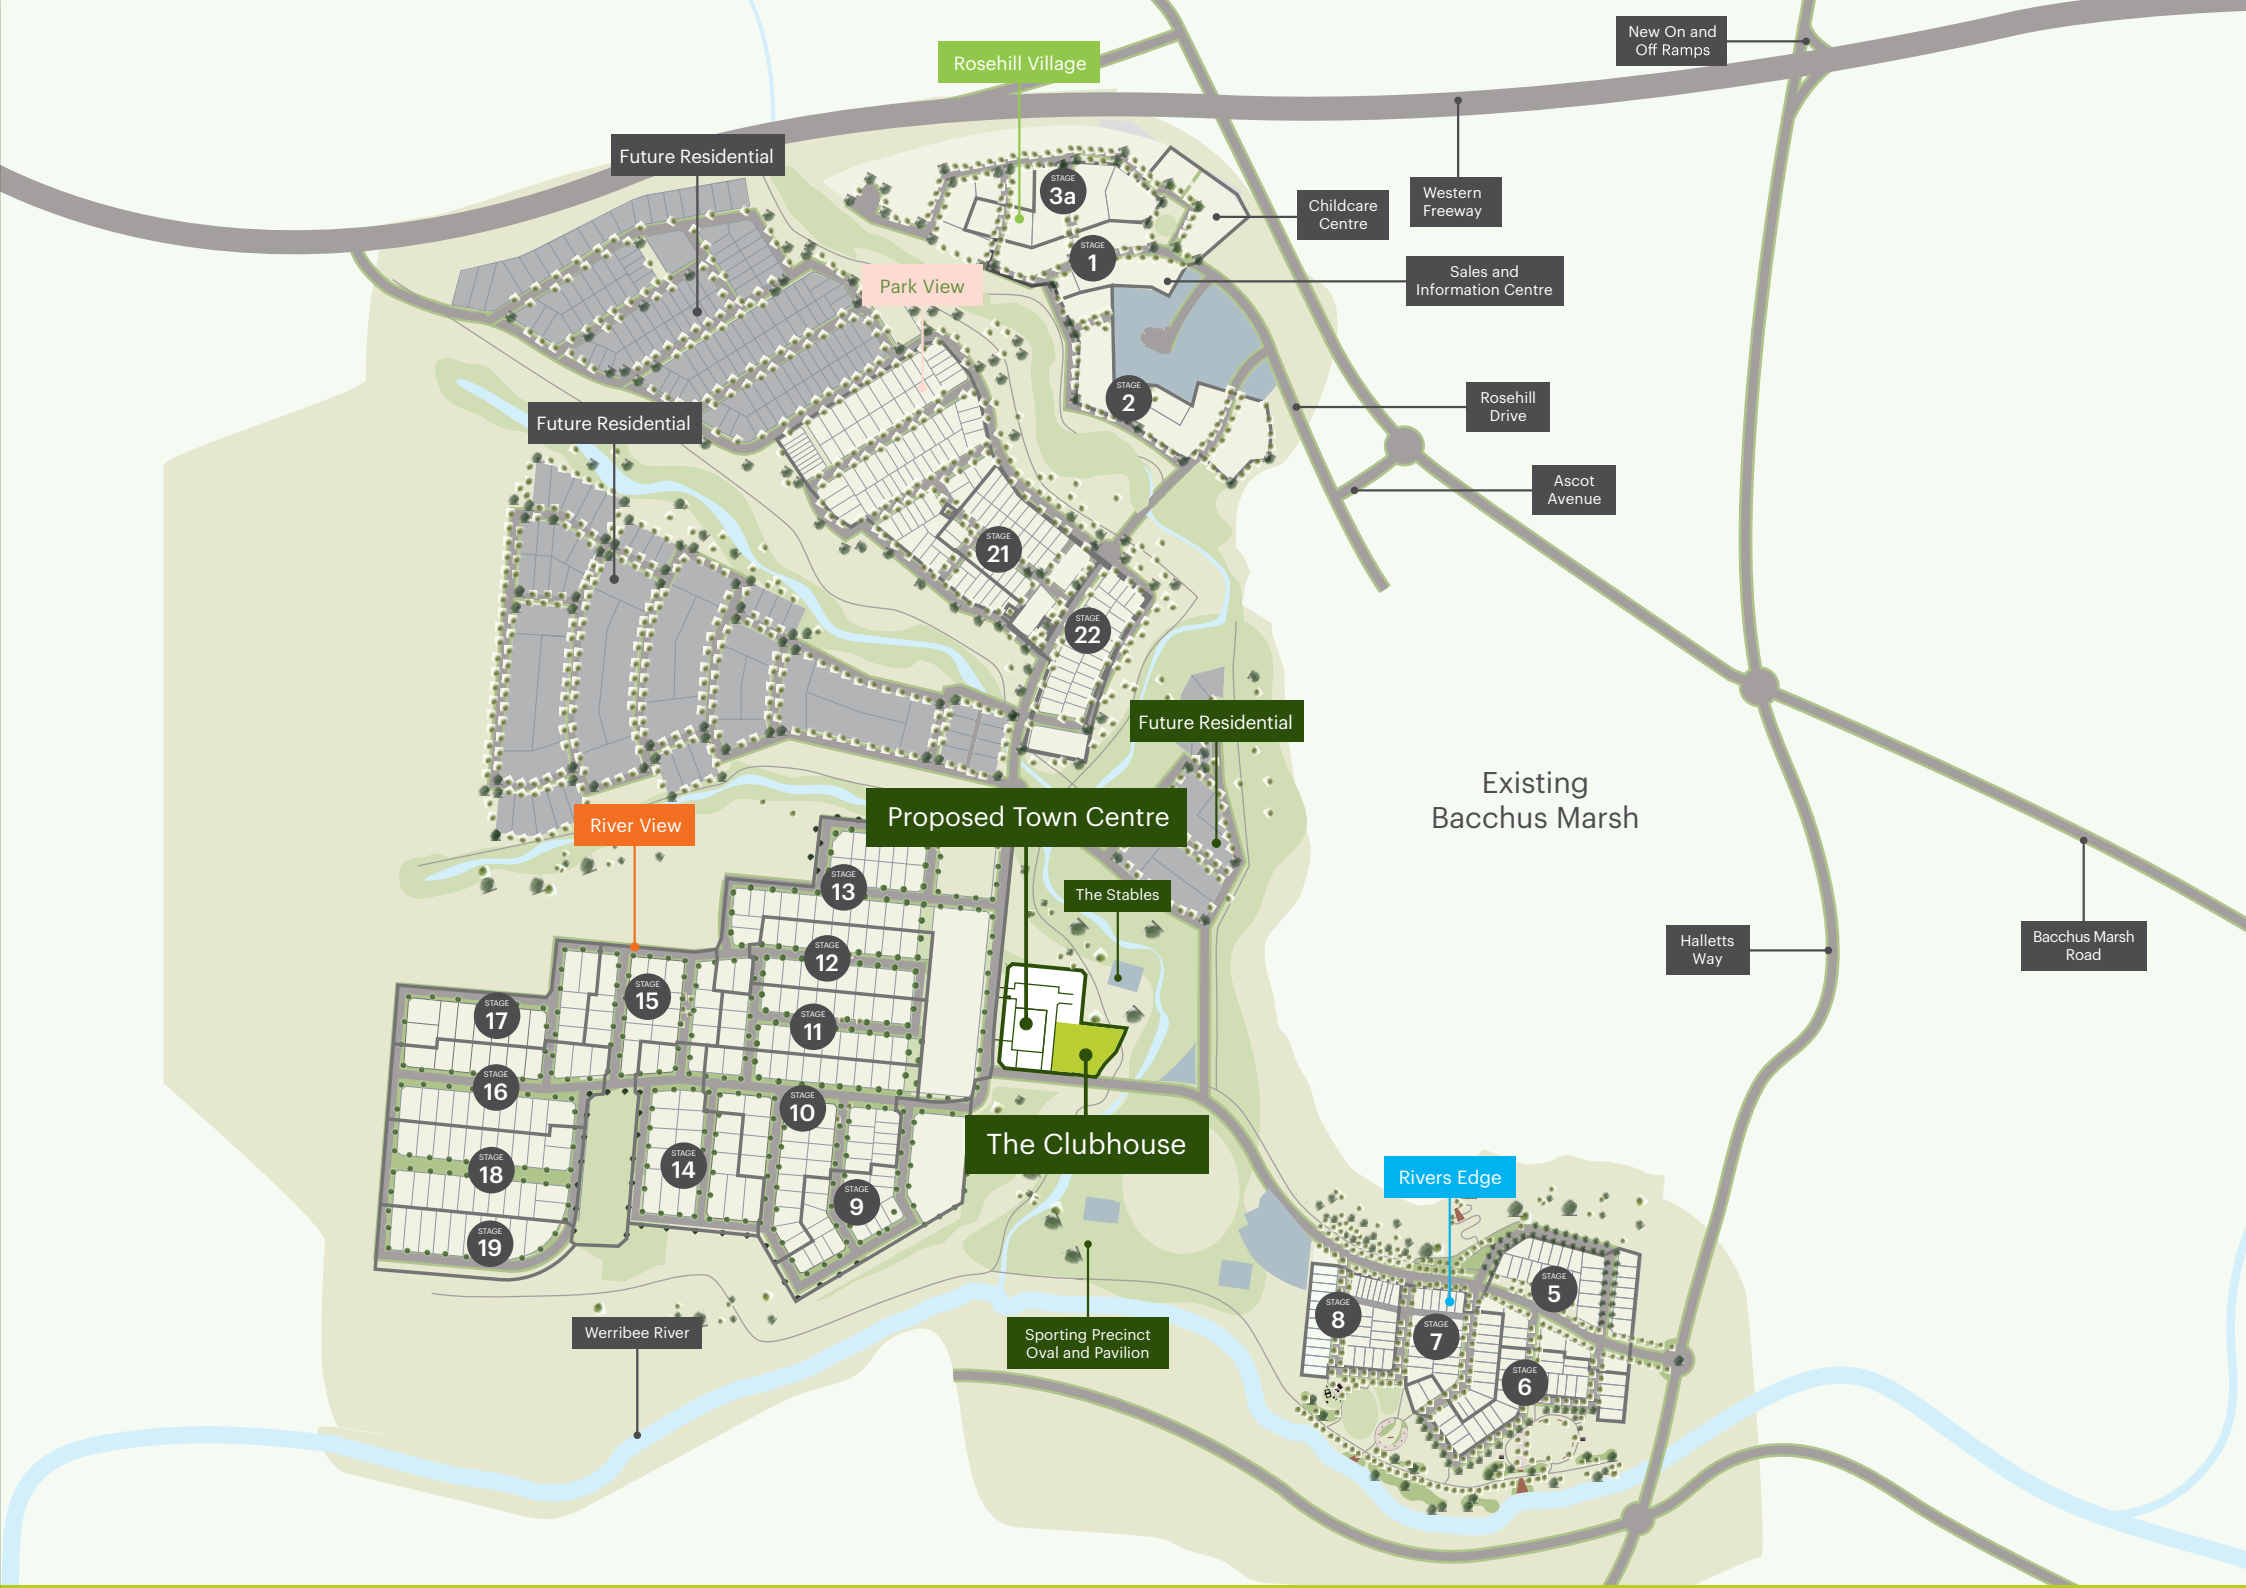 New On and
Off Ramps
Rosehill Village
Future Residential
STAGE
3a
Western
Freeway
Childcare
Centre
STAGE
1
Sales and
Information Centre
Park View
STAGE
2
Rosehill
Drive
Future Residential
Ascot
Avenue
STAGE
21
STAGE
22
Future Residential
Existing
Bacchus Marsh
Proposed Town Centre
River View
STAGE
13
The Stables
STAGE
12
Halletts
Way
Bacchus Marsh
Road
STAGE
15
STAGE
17
STAGE
11
STAGE
16
STAGE
10
The Clubhouse
STAGE
14
STAGE
18
Rivers Edge
STAGE
9
STAGE
19
STAGE
5
STAGE
8
STAGE
7
Werribee River
Sporting Precinct
Oval and Pavilion
STAGE
6